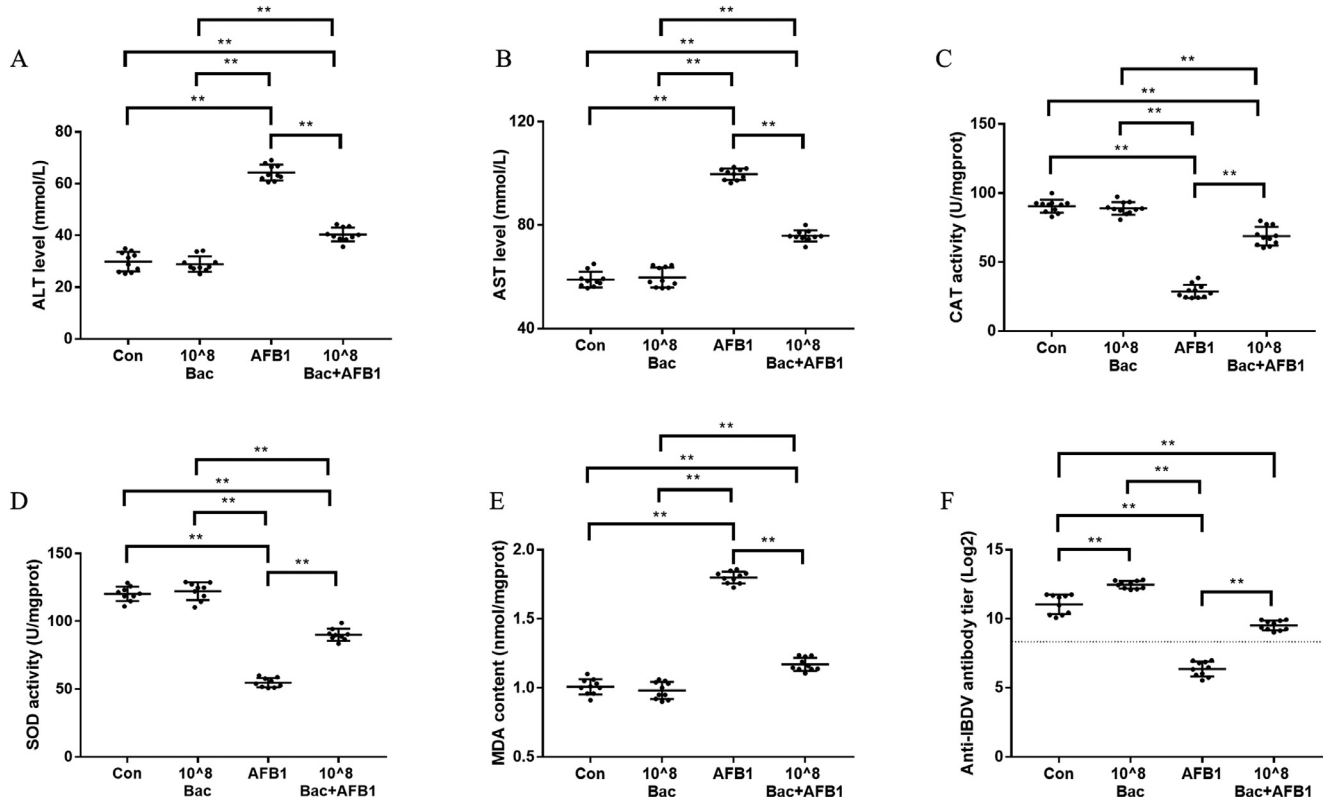 A
**
**
**
**
**
ALT level (mmol/L)
80
60
40
20
0
Con
10^8
Bac
AFB1
10^8
Bac+AFB1
B
**
**
**
**
**
AST level (mmol/L)
120
80
40
Con
10^8
Bac
AFB1
10^8
Bac+AFB1
C
**
**
**
**
**
CAT activity (U/mgprot)
150
100
50
0
Con
10^8
Bac
AFB1
10^8
Bac+AFB1
D
**
**
**
**
**
SOD activity (U/mgprot)
150
100
50
0
Con
10^8
Bac
AFB1
10^8
Bac+AFB1
E
**
**
**
**
**
MDA content (nmol/mgprot)
2.0
1.5
1.0
0.5
Con
10^8
Bac
AFB1
10^8
Bac+AFB1
F
**
**
**
**
**
Anti-IBDV antibody tier (Log2)
15
10
5
0
Con
10^8
Bac
AFB1
10^8
Bac+AFB1